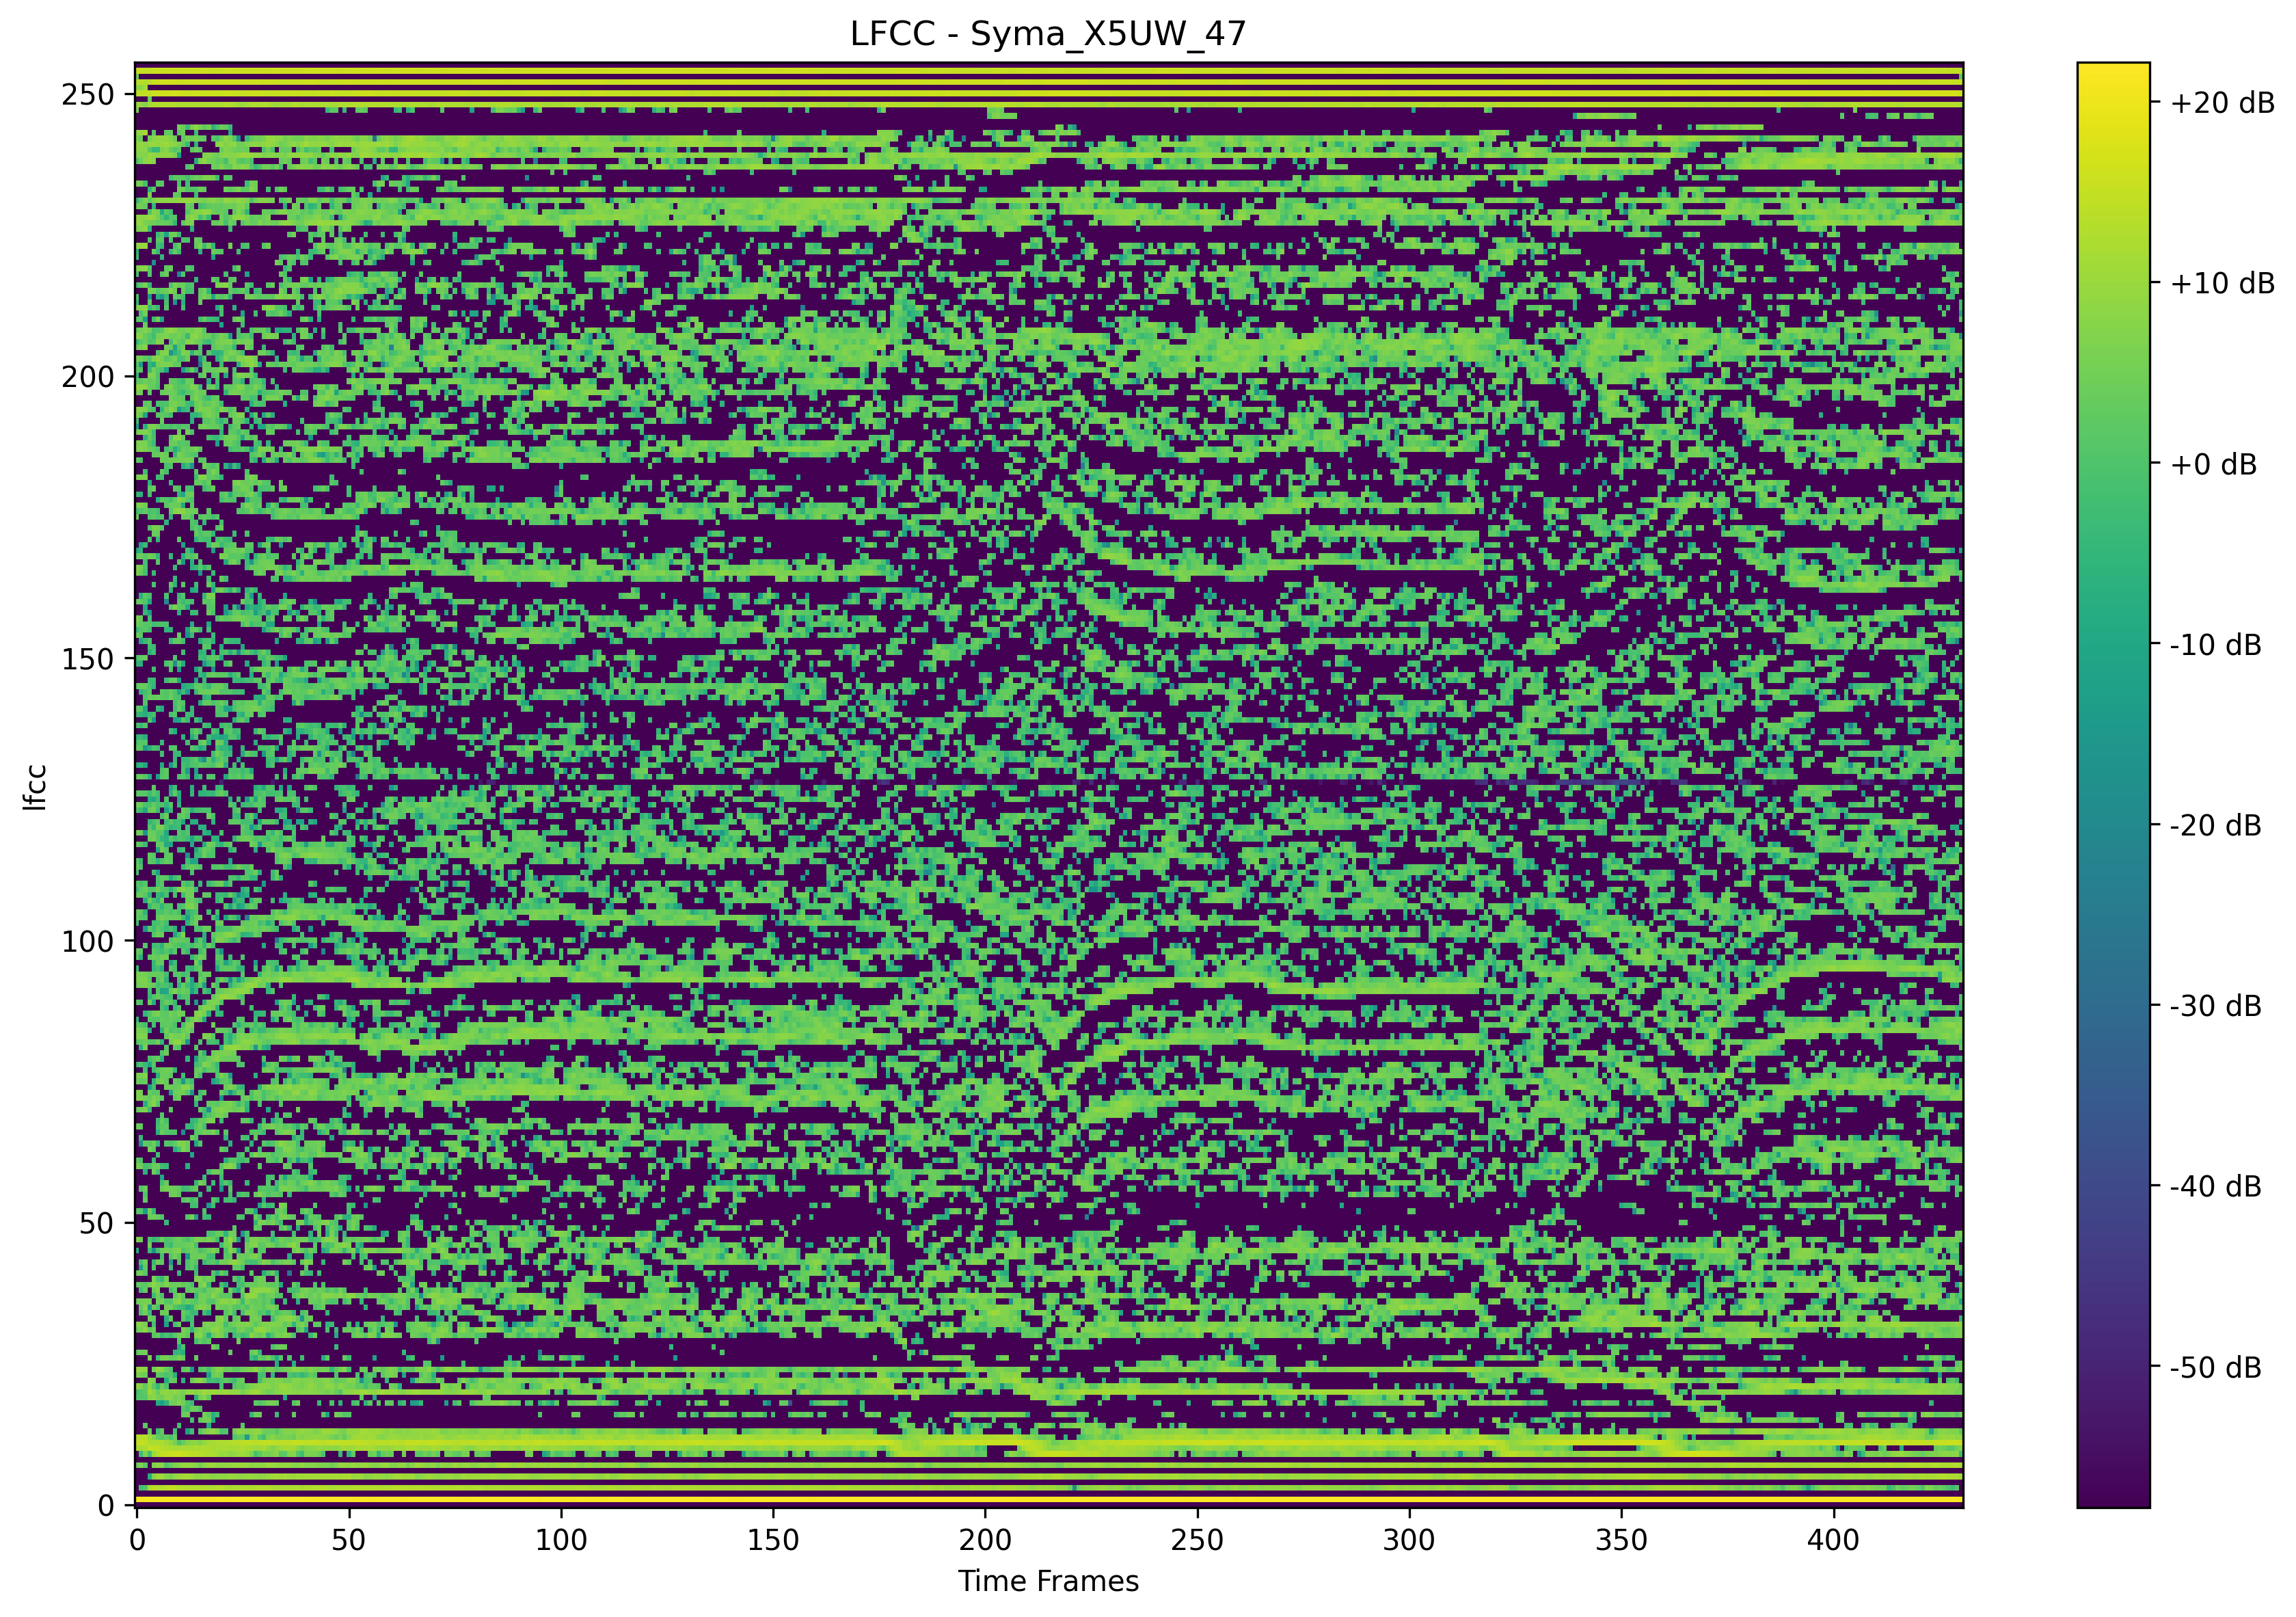 LFCC - Syma_X5UW_47
250
200
150
100
50
0
lfcc
0 50 100 150 200 250 300 350 400
Time Frames
+20 dB
+10 dB
+0 dB
-10 dB
-20 dB
-30 dB
-40 dB
-50 dB